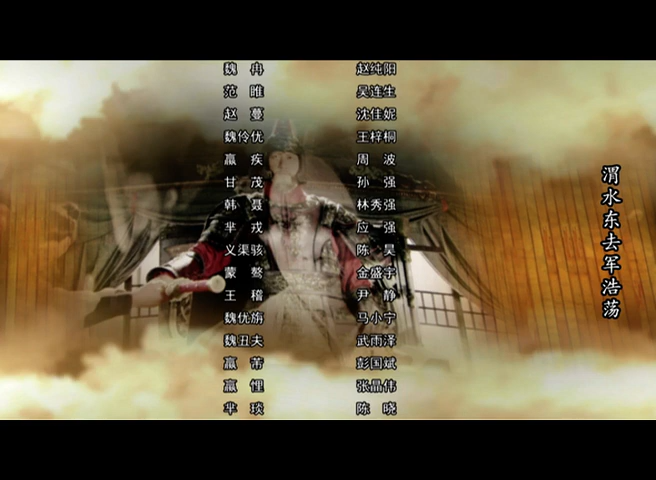 魏 冉 赵纯阳
范 睢 吴连生
赵 蔓 沈佳妮
魏伶优 王梓桐
嬴 疾 周 波
甘 茂 孙 强
韩 聂 林秀强
芈 戎 应 强
义渠骇 陈 昊
蒙 骜 金盛宇
王 稽 尹 静
魏优旃 马小宁
魏丑夫 武雨泽
嬴 芾 彭国斌
嬴 悝 张晶伟
芈 琰 陈 晓
渭水东去军浩荡